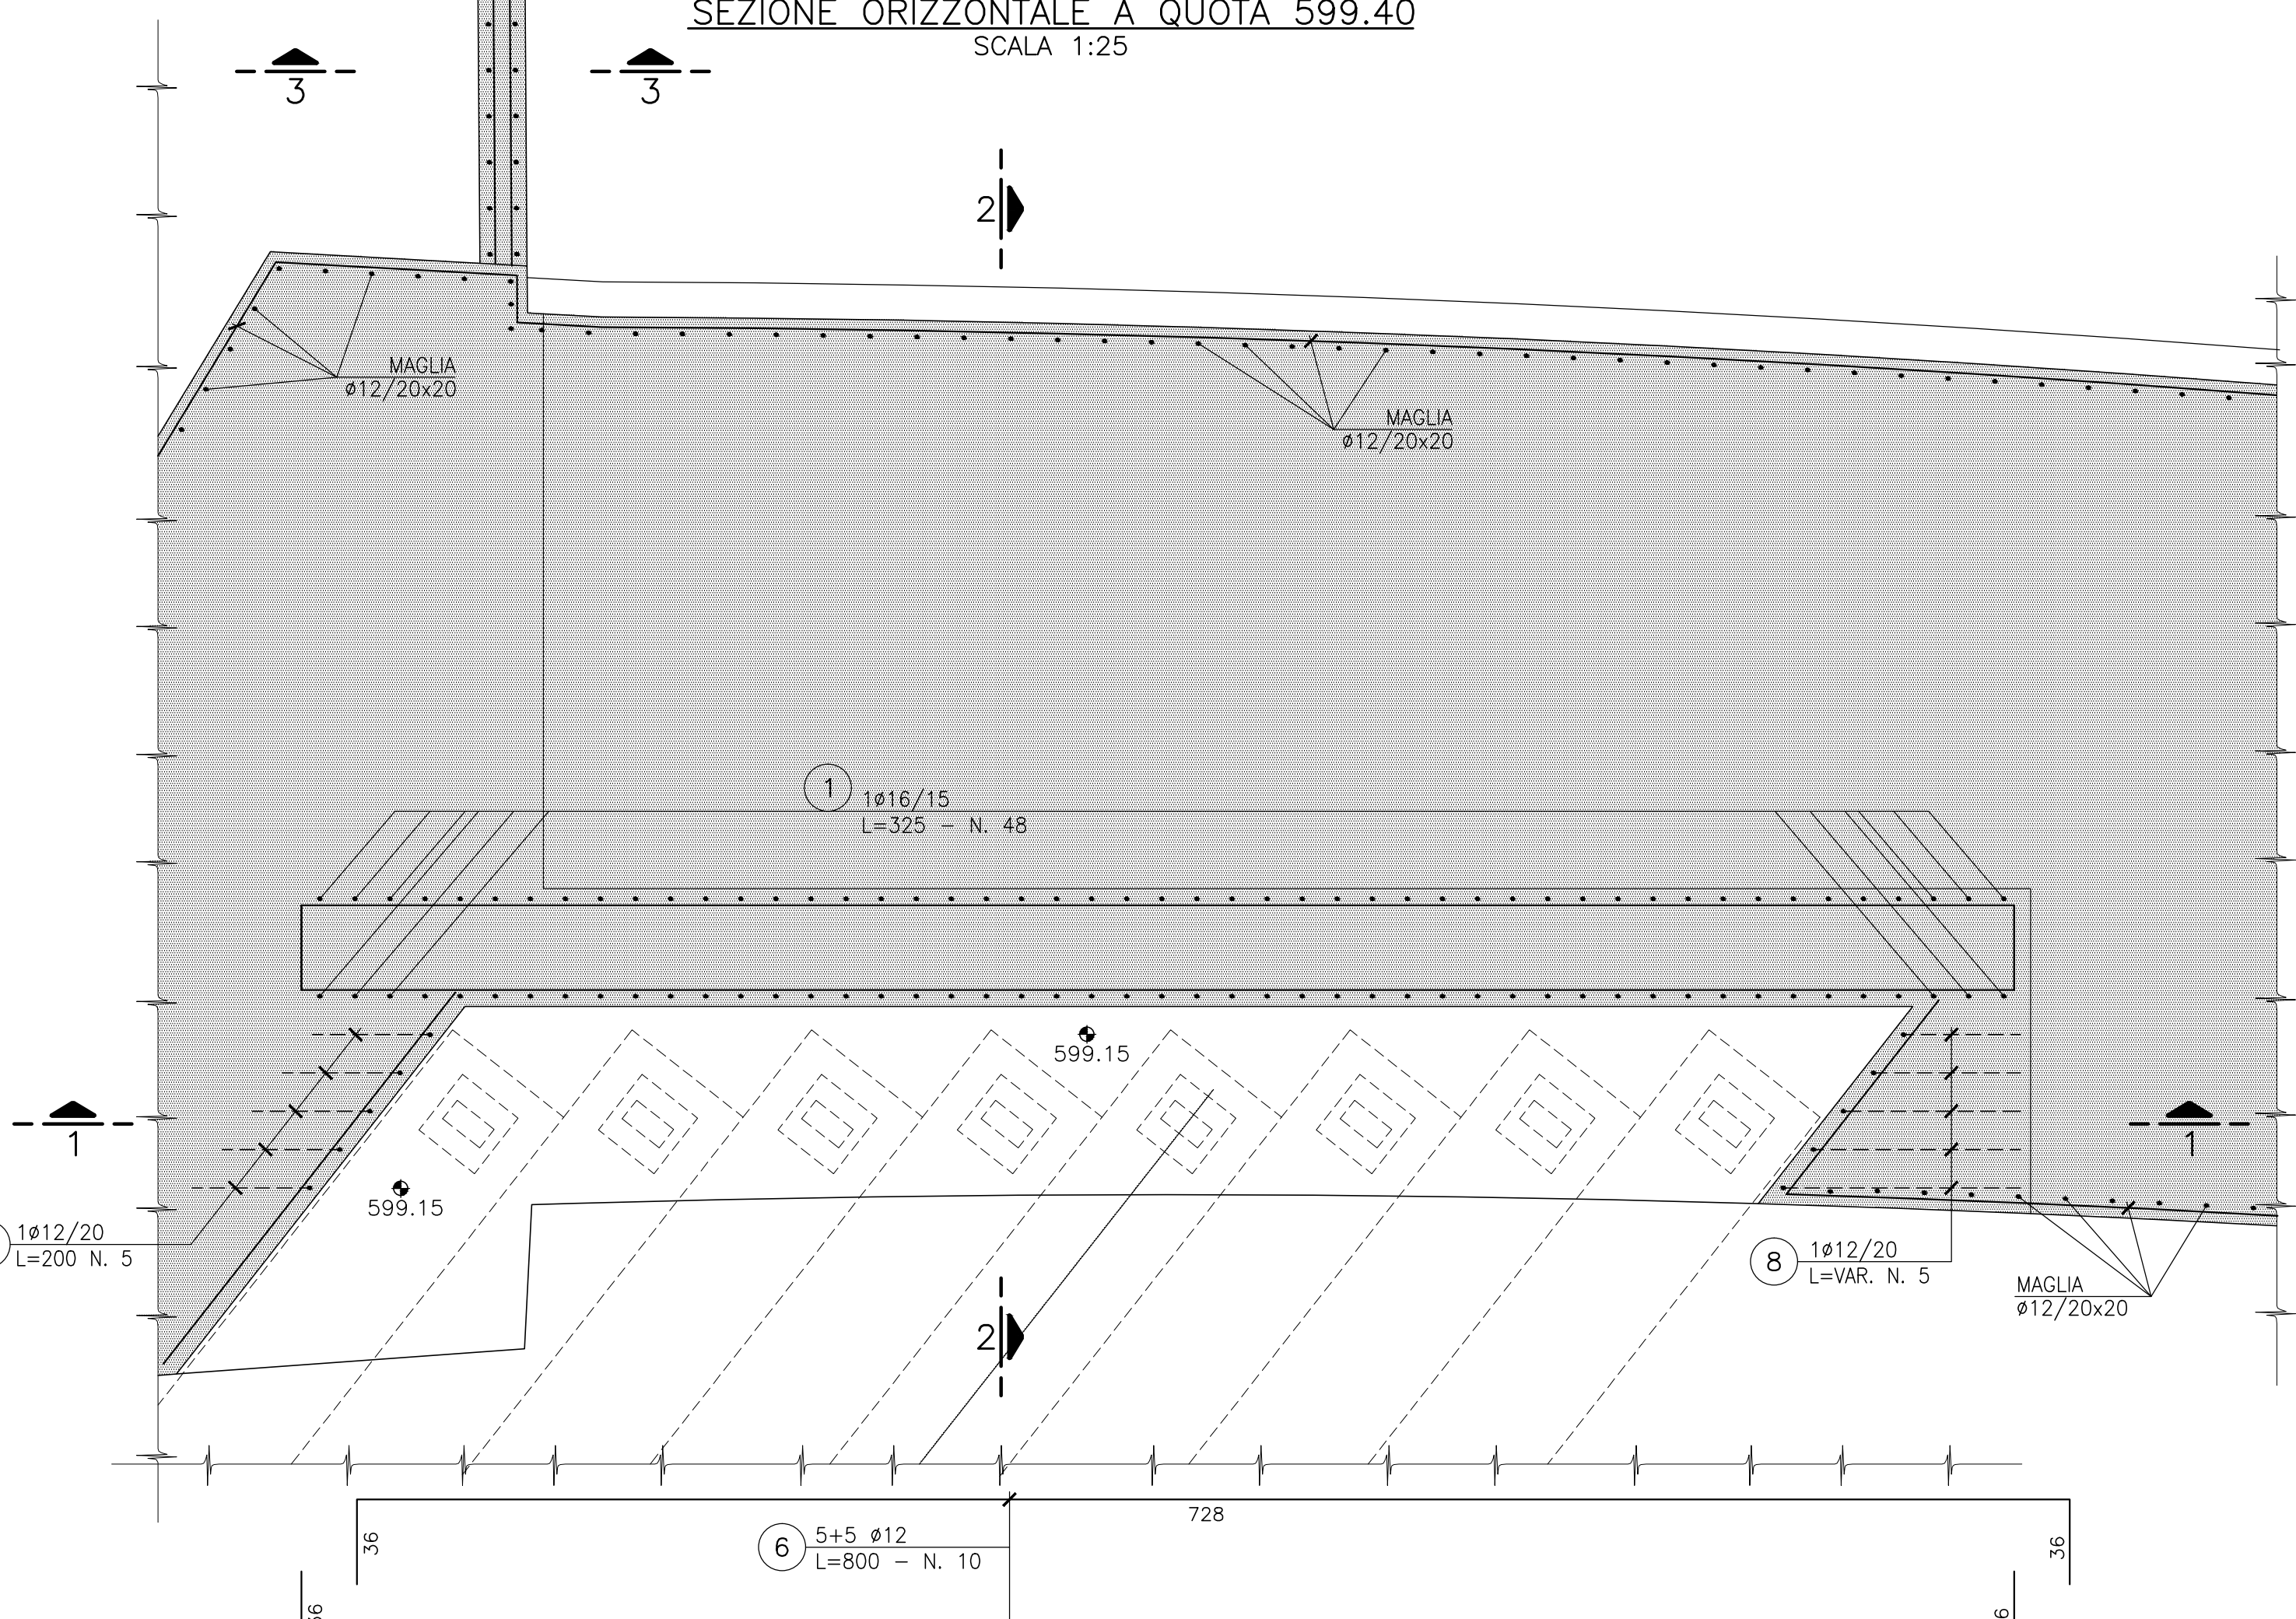 SEZIONE ORIZZONTALE A QUOTA 599.40
SCALA 1:25
3
3
2
MAGLIA
ø12/20x20
MAGLIA
ø12/20x20
1
1ø16/15
L=325 - N. 48
599.15
1
1
599.15
1ø12/20
L=200 N. 5
8
1ø12/20
L=VAR. N. 5
MAGLIA
ø12/20x20
2
728
36
6
5+5 ø12
L=800 - N. 10
36